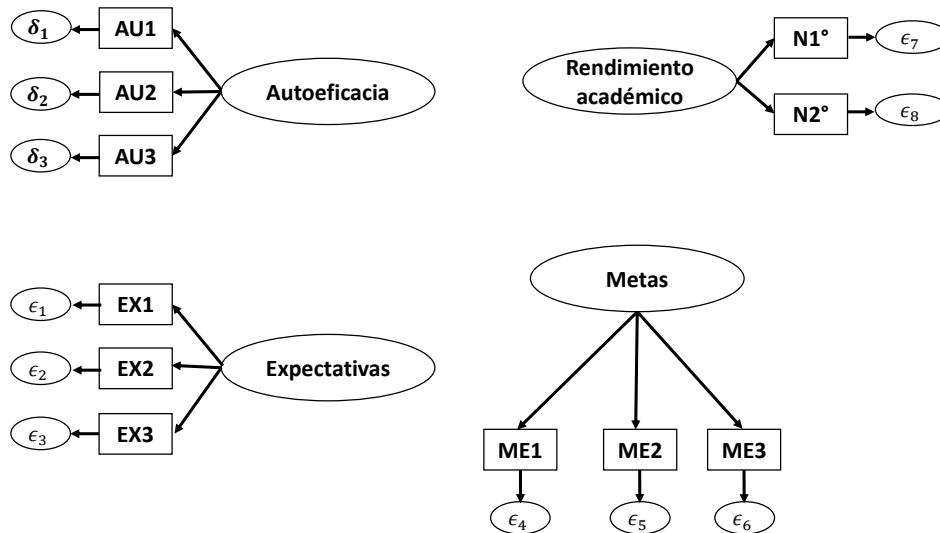 δ₁
AU1
δ₂
AU2
δ₃
AU3
Autoeficacia
Rendimiento
académico
N1°
ϵ₇
N2°
ϵ₈
ϵ₁
EX1
ϵ₂
EX2
ϵ₃
EX3
Expectativas
Metas
ME1
ME2
ME3
ϵ₄
ϵ₅
ϵ₆